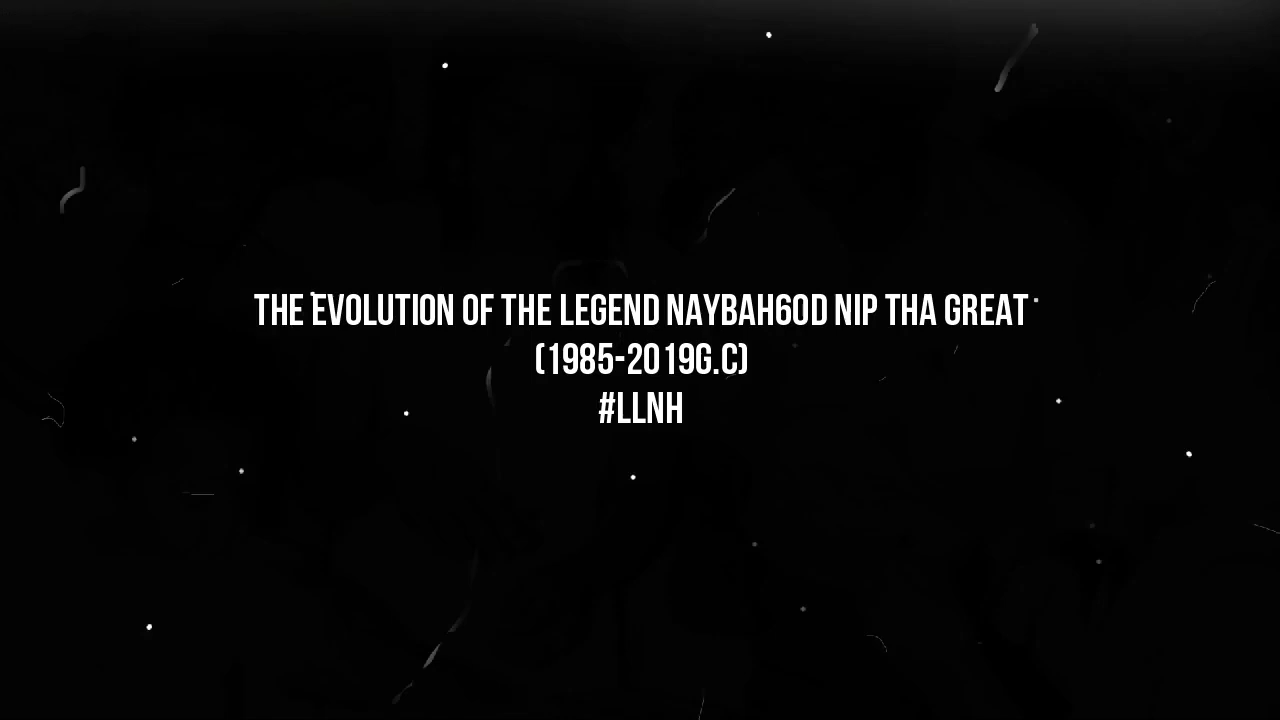 THE EVOLUTION OF THE LEGEND NAYBAH60D NIP THA GREAT
(1985-2019G.C)
#LLNH